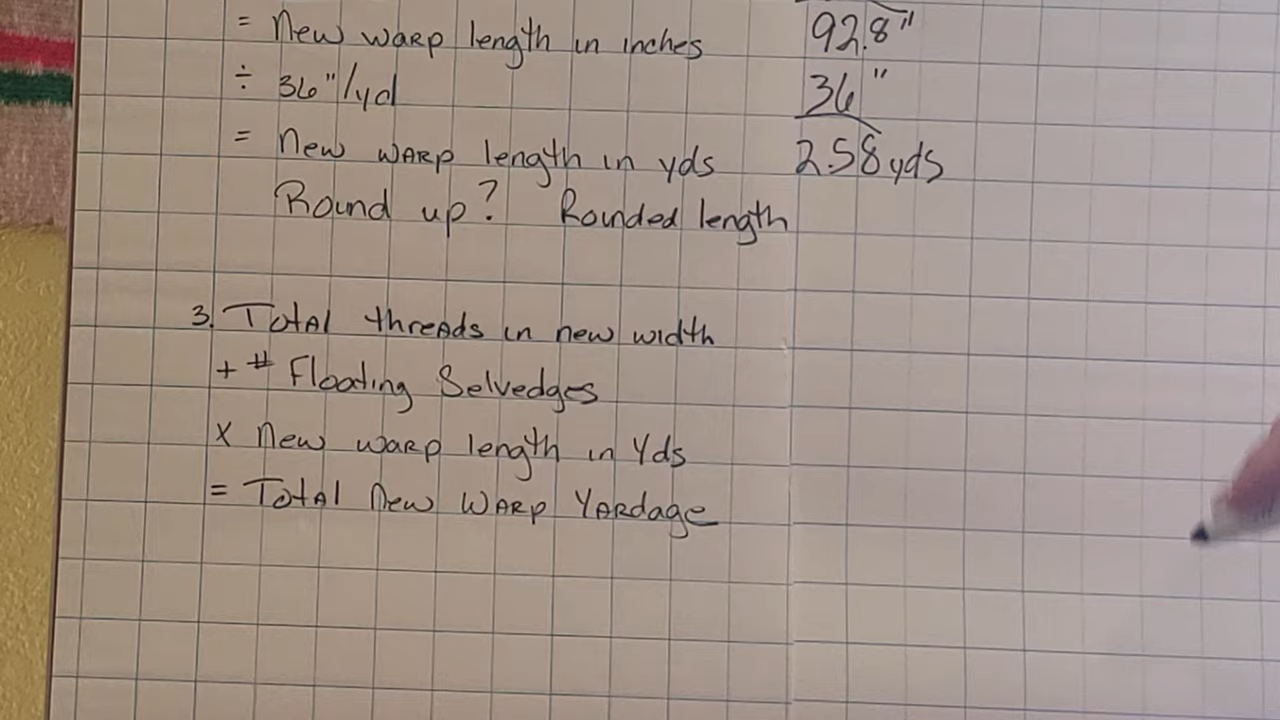 = New warp length in inches 92.8"
÷ 36"/yd 36"
= New warp length in yds 2.58 yds
Round up? Rounded length
3. Total threads in new width
+ # Floating Selvedges
x New warp length in Yds
= Total New Warp Yardage